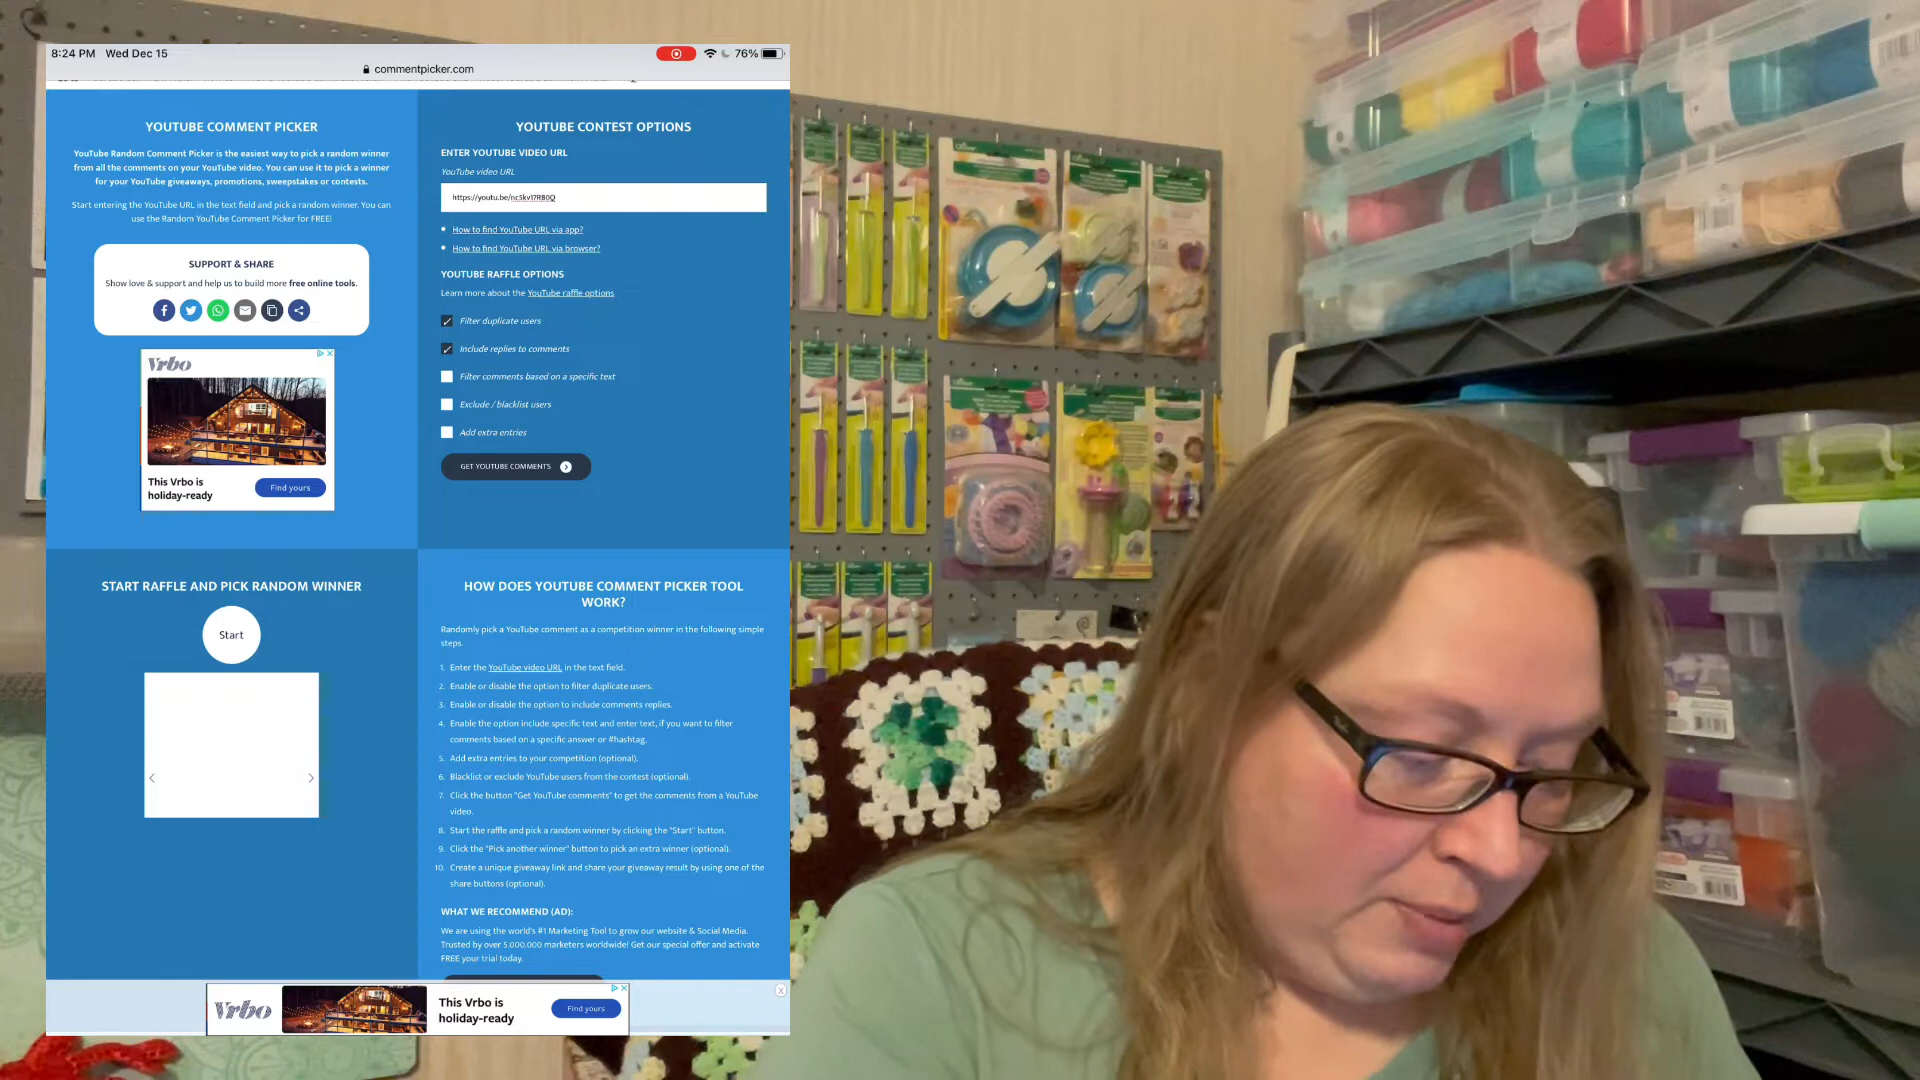 8:24 PM Wed Dec 15
76%
commentpicker.com
YOUTUBE COMMENT PICKER
YouTube Random Comment Picker is the easiest way to pick a random winner
from all the comments on your YouTube video. You can use it to pick a winner
for your YouTube giveaways, promotions, sweepstakes or contests.
Start entering the YouTube URL in the text field and pick a random winner. You can
use the Random YouTube Comment Picker for FREE!
SUPPORT & SHARE
Show love & support and help us to build more free online tools.
Vrbo
This Vrbo is
holiday-ready
Find yours
YOUTUBE CONTEST OPTIONS
ENTER YOUTUBE VIDEO URL
YouTube video URL
https://youtu.be/nc5kv17RB0Q
How to find YouTube URL via app?
How to find YouTube URL via browser?
YOUTUBE RAFFLE OPTIONS
Learn more about the YouTube raffle options
Filter duplicate users
Include replies to comments
Filter comments based on a specific text
Exclude / blacklist users
Add extra entries
GET YOUTUBE COMMENTS
START RAFFLE AND PICK RANDOM WINNER
Start
HOW DOES YOUTUBE COMMENT PICKER TOOL
WORK?
Randomly pick a YouTube comment as a competition winner in the following simple
steps.
1. Enter the YouTube video URL in the text field.
2. Enable or disable the option to filter duplicate users.
3. Enable or disable the option to include comments replies.
4. Enable the option include specific text and enter text, if you want to filter
comments based on a specific answer or #hashtag.
5. Add extra entries to your competition (optional).
6. Blacklist or exclude YouTube users from the contest (optional).
7. Click the button "Get YouTube comments" to get the comments from a YouTube
video.
8. Start the raffle and pick a random winner by clicking the "Start" button.
9. Click the "Pick another winner" button to pick an extra winner (optional).
10. Create a unique giveaway link and share your giveaway result by using one of the
share buttons (optional).
WHAT WE RECOMMEND (AD):
We are using the world's #1 Marketing Tool to grow our website & Social Media.
Trusted by over 5.000.000 marketers worldwide! Get our special offer and activate
FREE your trial today.
Vrbo
This Vrbo is
holiday-ready
Find yours